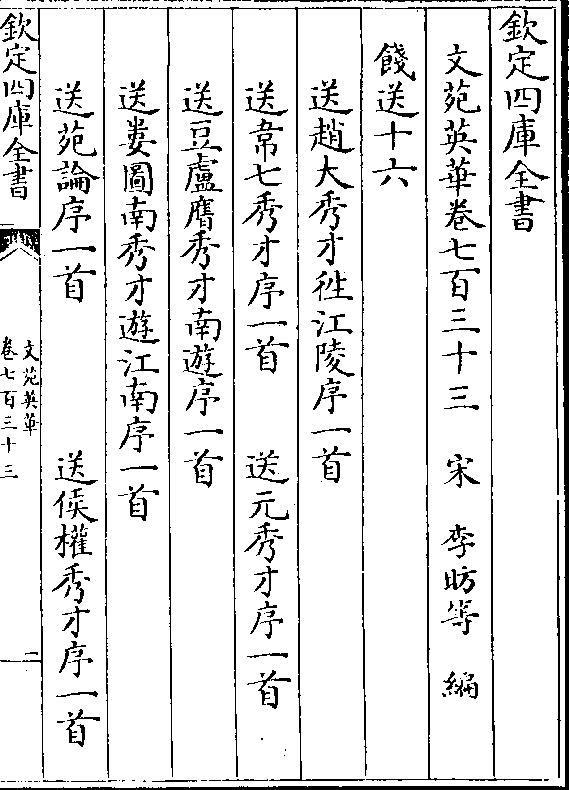 欽定四庫全書
文苑英華卷七百三十三　宋　李昉等　編
餞送十六
送趙大秀才徃江陵序一首
送韋七秀才序一首　送元秀才序一首
送豆盧膺秀才南遊序一首
送婁圖南秀才遊江南序一首
送苑論序一首　送侯權秀才序一首
欽定四庫全書
文苑英華
卷七百三十三
一